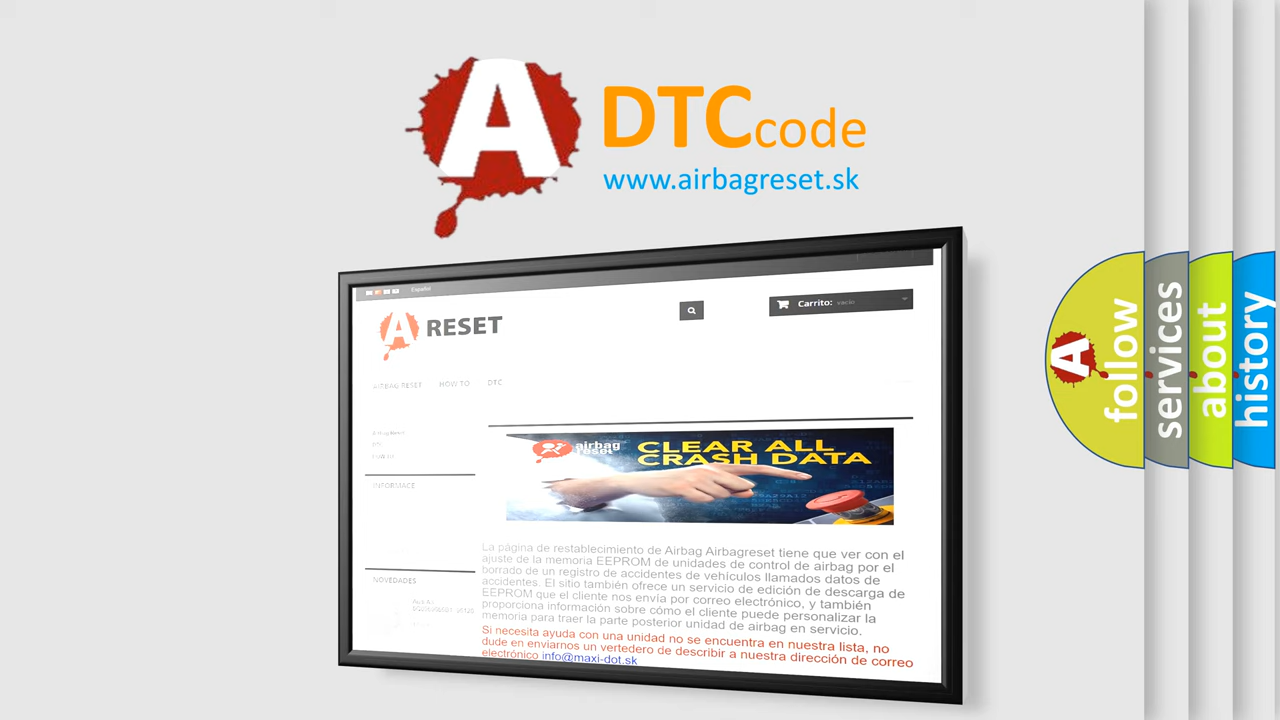 A DTC code
www.airbagreset.sk
Español
A RESET
Carrito: vacío
AIRBAG RESET HOW TO DTC
INFORMACE
NOVEDADES
airbag
reset
CLEAR ALL
CRASH DATA
La página de restablecimiento de Airbag Airbagreset tiene que ver con el
ajuste de la memoria EEPROM de unidades de control de airbag por el
borrado de un registro de accidentes de vehículos llamados datos de
accidentes. El sitio también ofrece un servicio de edición de descarga de
EEPROM que el cliente nos envía por correo electrónico, y también
proporciona información sobre cómo el cliente puede personalizar la
memoria para traer la parte posterior unidad de airbag en servicio.
Si necesita ayuda con una unidad no se encuentra en nuestra lista, no
dude en enviarnos un vertedero de describir a nuestra dirección de correo
electrónico info@maxi-dot.sk
A
follow
services
about
history